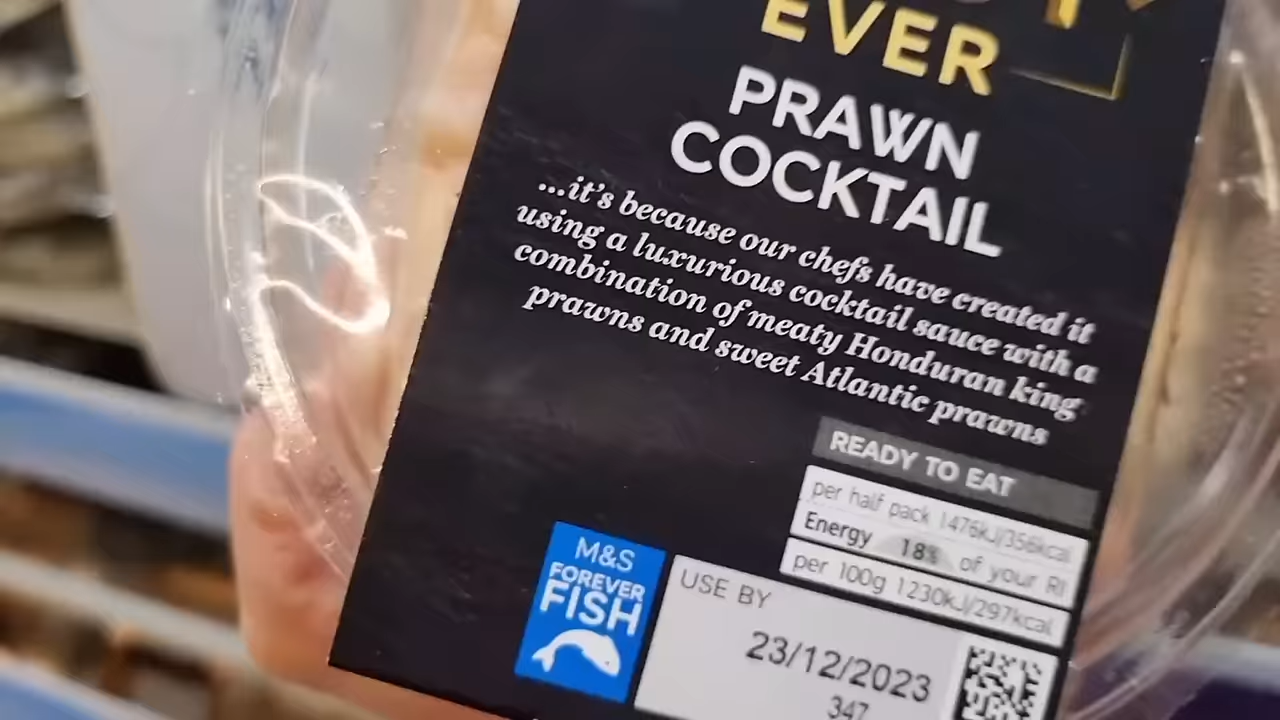 EVER
PRAWN
COCKTAIL
...it's because our chefs have created it
using a luxurious cocktail sauce with a
combination of meaty Honduran king
prawns and sweet Atlantic prawns
READY TO EAT
per half pack 1476kJ/356kcal
Energy 18% of your RI
per 100g 1230kJ/297kcal
M&S
FOREVER
FISH
USE BY
23/12/2023
347